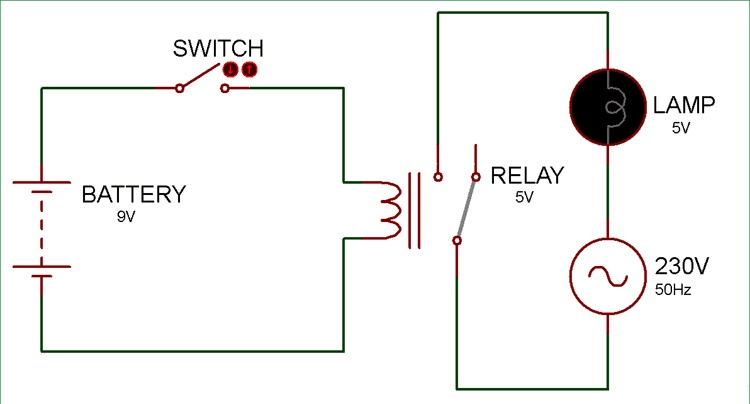 SWITCH
BATTERY
9V
RELAY
5V
LAMP
5V
230V
50Hz